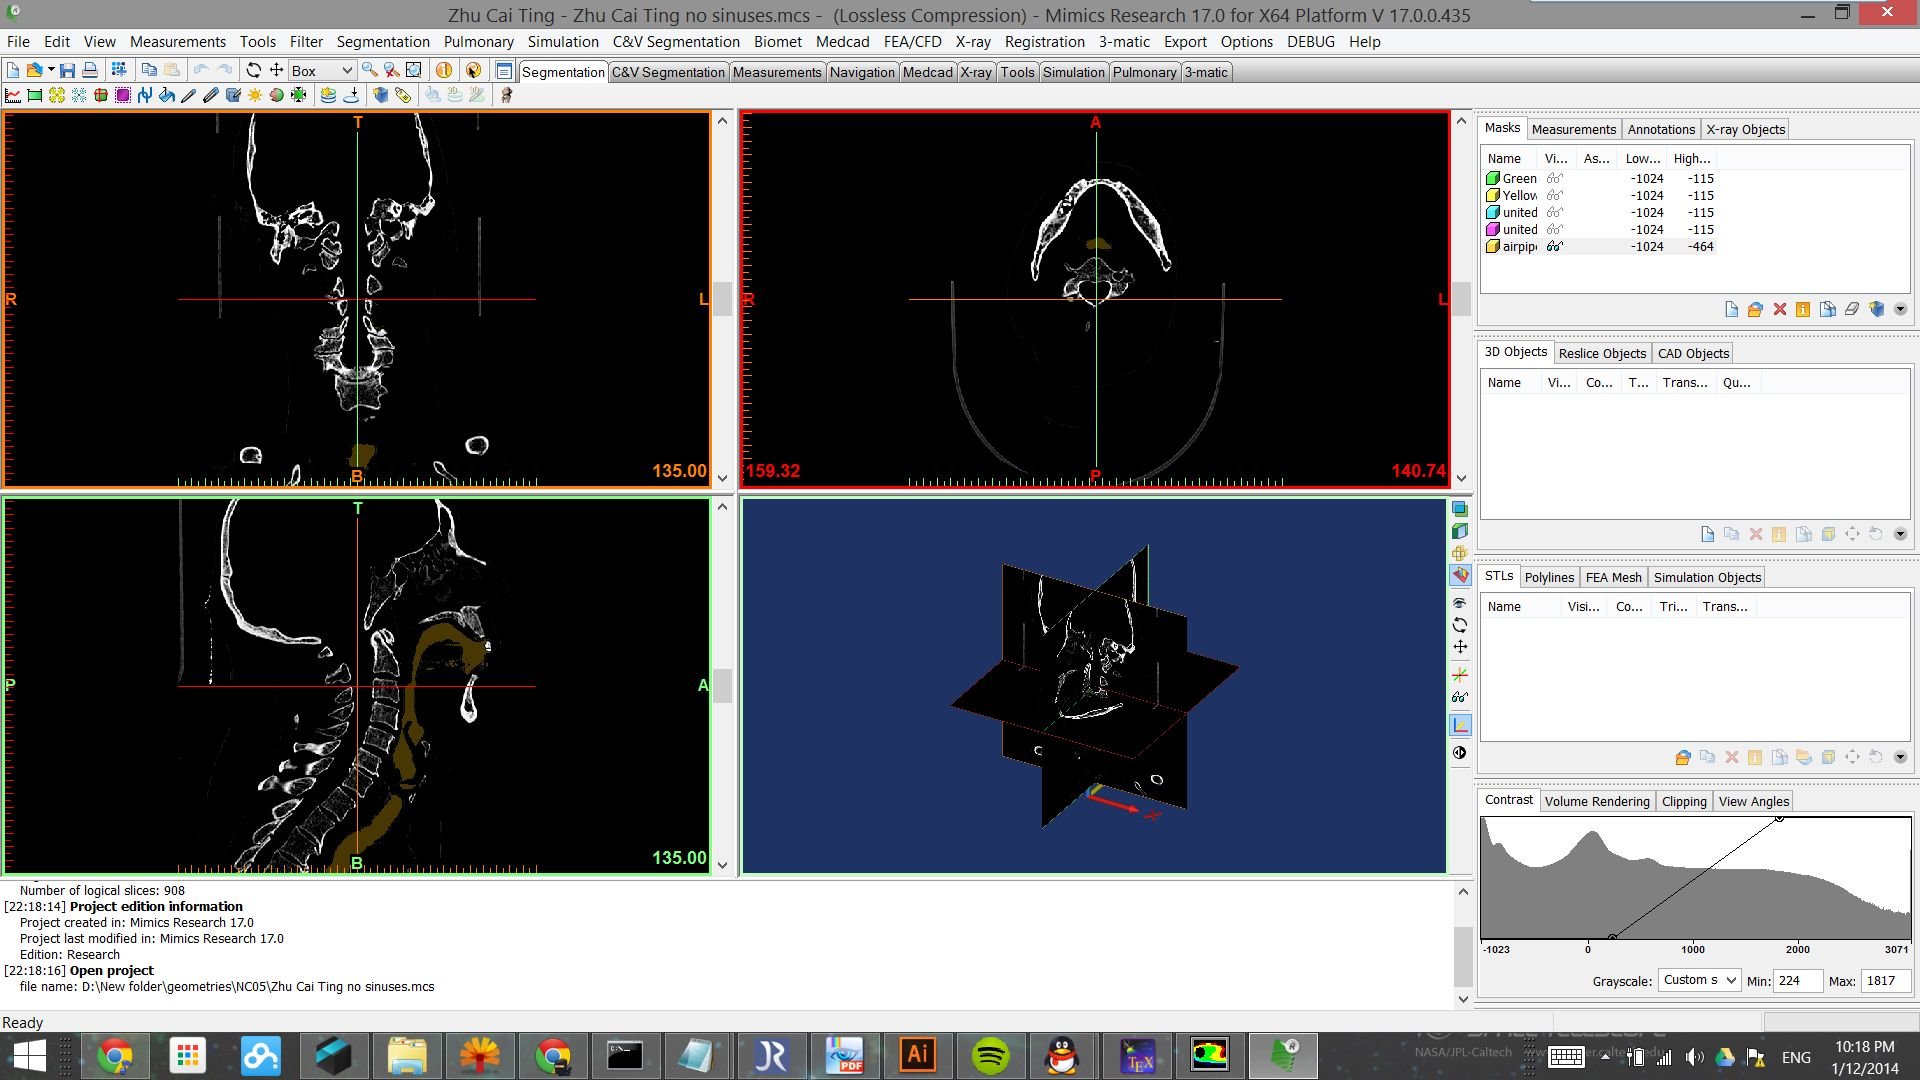 Zhu Cai Ting - Zhu Cai Ting no sinuses.mcs - (Lossless Compression) - Mimics Research 17.0 for X64 Platform V 17.0.0.435
File Edit View Measurements Tools Filter Segmentation Pulmonary Simulation C&V Segmentation Biomet Medcad FEA/CFD X-ray Registration 3-matic Export Options DEBUG Help
Box
Segmentation C&V Segmentation Measurements Navigation Medcad X-ray Tools Simulation Pulmonary 3-matic
T
R
L
B
135.00
A
R
L
P
159.32
140.74
T
P
A
B
135.00
X
Masks Measurements Annotations X-ray Objects
Name Vi... As... Low... High...
Green -1024 -115
Yellow -1024 -115
united -1024 -115
united -1024 -115
airpip -1024 -464
3D Objects Reslice Objects CAD Objects
Name Vi... Co... T... Trans... Qu...
STLs Polylines FEA Mesh Simulation Objects
Name Visi... Co... Tri... Trans...
Contrast Volume Rendering Clipping View Angles
-1023 0 1000 2000 3071
Grayscale: Custom s Min: 224 Max: 1817
Number of logical slices: 908
[22:18:14] Project edition information
Project created in: Mimics Research 17.0
Project last modified in: Mimics Research 17.0
Edition: Research
[22:18:16] Open project
file name: D:\New folder\geometries\NC05\Zhu Cai Ting no sinuses.mcs
Ready
JR
PDF
Ai
TEX
NASA/JPL-Caltech
ENG
10:18 PM
1/12/2014